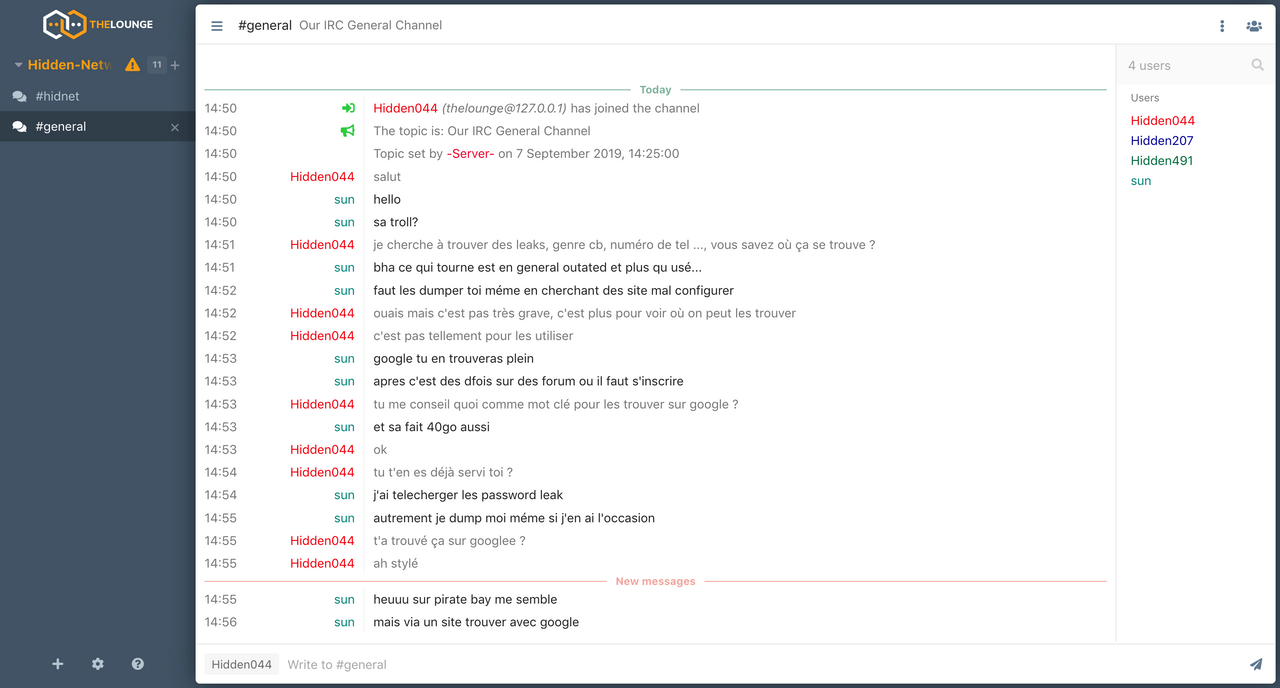 THELOUNGE
Hidden-Netw
11
#hidnet
#general
#general Our IRC General Channel
Today
14:50 Hidden044 (thelounge@127.0.0.1) has joined the channel
14:50 The topic is: Our IRC General Channel
14:50 Topic set by -Server- on 7 September 2019, 14:25:00
14:50 Hidden044 salut
14:50 sun hello
14:50 sun sa troll?
14:51 Hidden044 je cherche à trouver des leaks, genre cb, numéro de tel ..., vous savez où ça se trouve ?
14:51 sun bha ce qui tourne est en general outated et plus qu usé...
14:52 sun faut les dumper toi méme en cherchant des site mal configurer
14:52 Hidden044 ouais mais c'est pas très grave, c'est plus pour voir où on peut les trouver
14:52 Hidden044 c'est pas tellement pour les utiliser
14:53 sun google tu en trouveras plein
14:53 sun apres c'est des dfois sur des forum ou il faut s'inscrire
14:53 Hidden044 tu me conseil quoi comme mot clé pour les trouver sur google ?
14:53 sun et sa fait 40go aussi
14:53 Hidden044 ok
14:54 Hidden044 tu t'en es déjà servi toi ?
14:54 sun j'ai telecherger les password leak
14:55 sun autrement je dump moi méme si j'en ai l'occasion
14:55 Hidden044 t'a trouvé ça sur googlee ?
14:55 Hidden044 ah stylé
New messages
14:55 sun heuuu sur pirate bay me semble
14:56 sun mais via un site trouver avec google
Hidden044 Write to #general
4 users
Users
Hidden044
Hidden207
Hidden491
sun